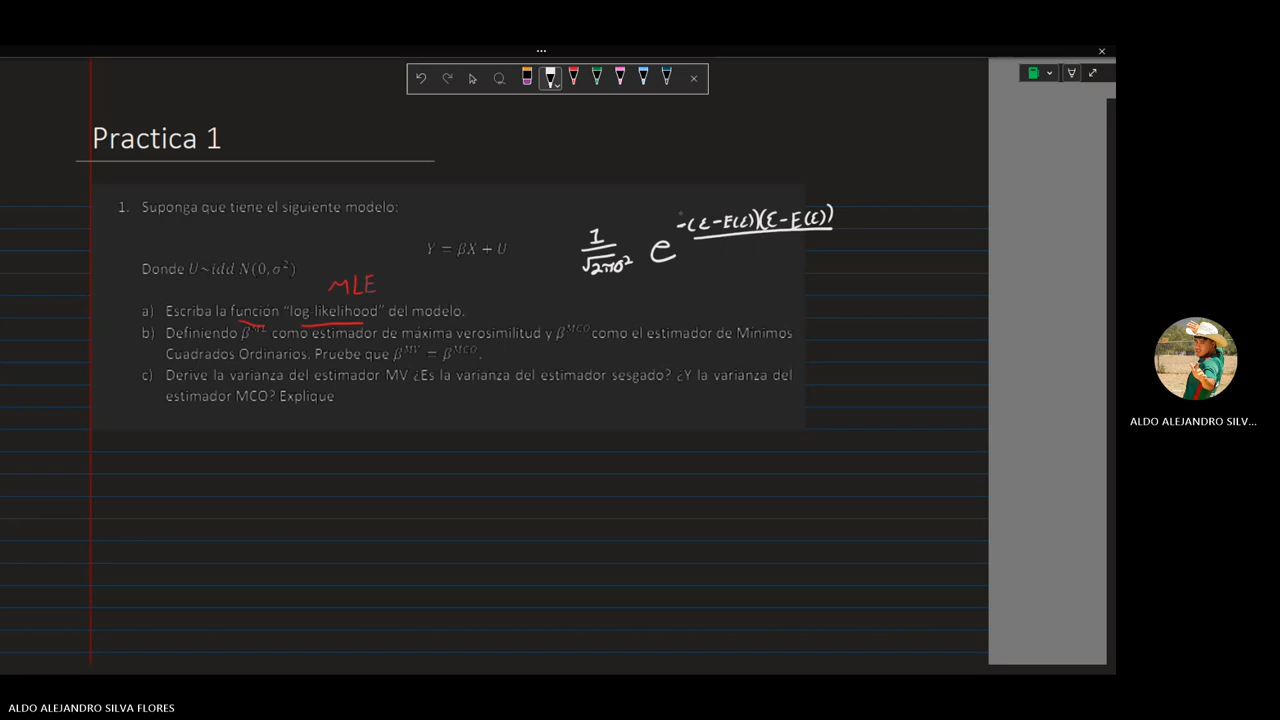 Practica 1
1. Suponga que tiene el siguiente modelo:
Y = βX + U
Donde U~idd N(0, σ²)
1/√2πσ² e^-(ε-E(ε))(ε-E(ε))
MLE
a) Escriba la función “log-likelihood” del modelo.
b) Definiendo β^ML como estimador de máxima verosimilitud y β^MCO como el estimador de Mínimos
Cuadrados Ordinarios. Pruebe que β^MV = β^MCO.
c) Derive la varianza del estimador MV ¿Es la varianza del estimador sesgado? ¿Y la varianza del
estimador MCO? Explique
ALDO ALEJANDRO SILV...
ALDO ALEJANDRO SILVA FLORES